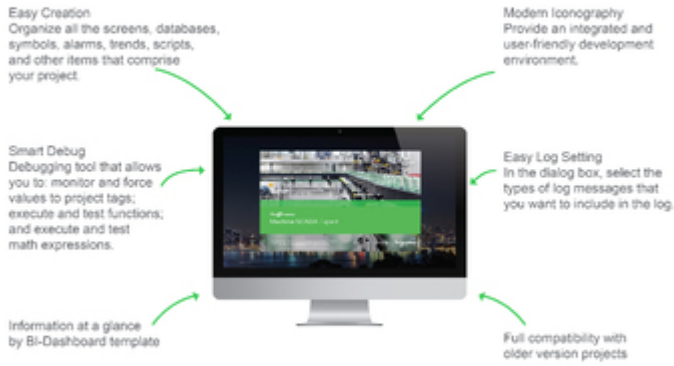 Easy Creation
Organize all the screens, databases,
symbols, alarms, trends, scripts,
and other items that comprise
your project
Modern Iconography
Provide an integrated and
user-friendly development
environment.
Smart Debug
Debugging tool that allows
you to: monitor and force
values to project tags;
execute and test functions;
and execute and test
math expressions.
Easy Log Setting
In the dialog box, select the
types of log messages that
you want to include in the log.
Information at a glance
by BI-Dashboard template
Full compatibility with
older version projects